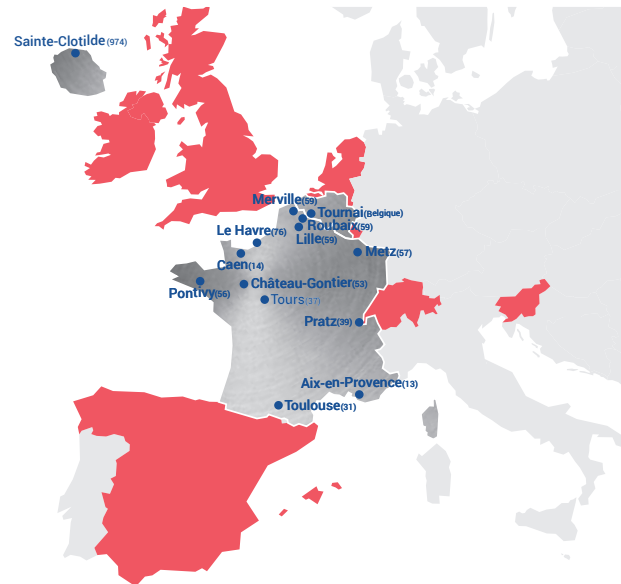 Sainte-Clotilde (974)
Merville (59)
Tournai (Belgique)
Roubaix (59)
Le Havre (76)
Lille (59)
Metz (57)
Caen (14)
Château-Gontier (53)
Pontivy (56)
Tours (37)
Pratz (39)
Aix-en-Provence (13)
Toulouse (31)